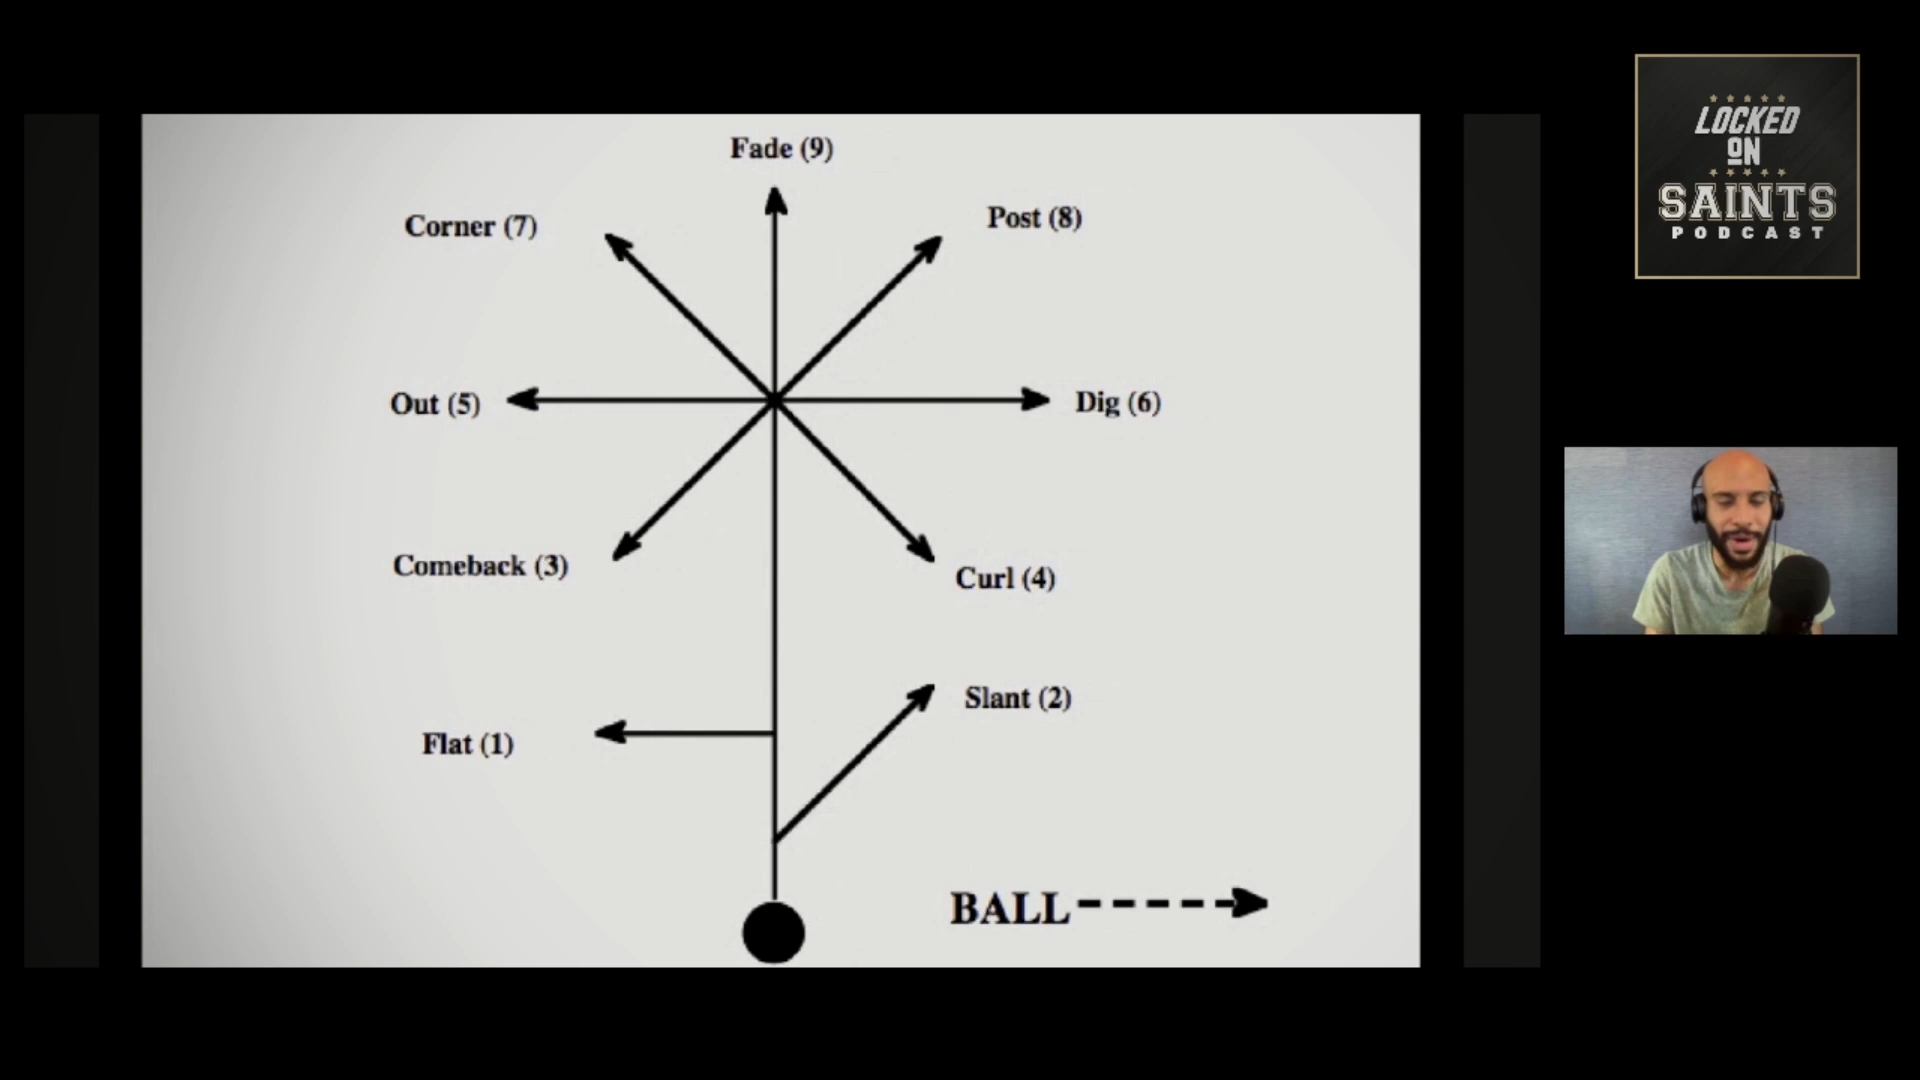 Fade (9)
Corner (7)
Post (8)
Out (5)
Dig (6)
Comeback (3)
Curl (4)
Slant (2)
Flat (1)
BALL
LOCKED
ON
SAINTS
PODCAST